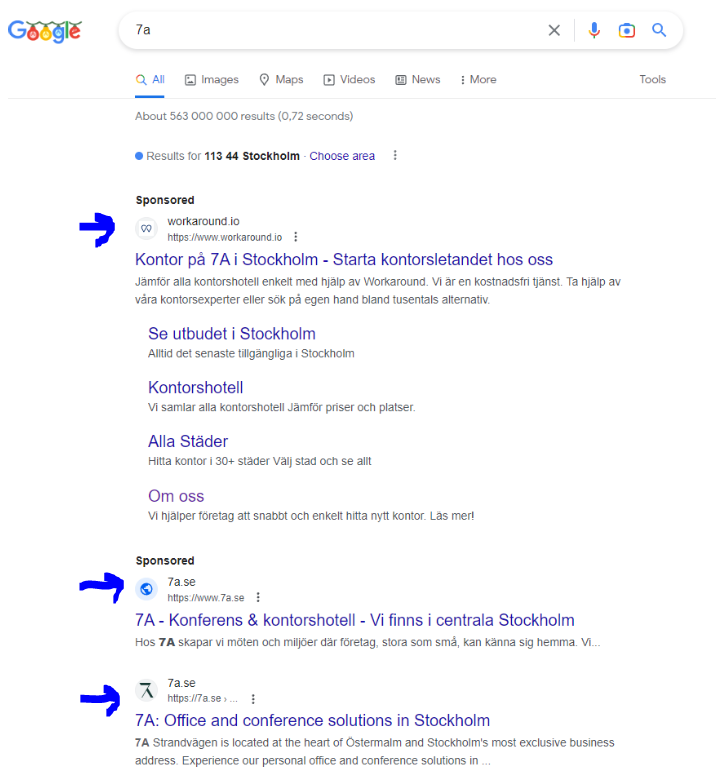 Google
7a
All Images Maps Videos News More Tools
About 563 000 000 results (0,72 seconds)
Results for 113 44 Stockholm · Choose area
Sponsored
workaround.io
https://www.workaround.io
Kontor på 7A i Stockholm - Starta kontorsletandet hos oss
Jämför alla kontorshotell enkelt med hjälp av Workaround. Vi är en kostnadsfri tjänst. Ta hjälp av
våra kontorsexperter eller sök på egen hand bland tusentals alternativ.
Se utbudet i Stockholm
Alltid det senaste tillgängliga i Stockholm
Kontorshotell
Vi samlar alla kontorshotell Jämför priser och platser.
Alla Städer
Hitta kontor i 30+ städer Välj stad och se allt
Om oss
Vi hjälper företag att snabbt och enkelt hitta nytt kontor. Läs mer!
Sponsored
7a.se
https://www.7a.se
7A - Konferens & kontorshotell - Vi finns i centrala Stockholm
Hos 7A skapar vi möten och miljöer där företag, stora som små, kan känna sig hemma. Vi...
7a.se
https://7a.se › ...
7A: Office and conference solutions in Stockholm
7A Strandvägen is located at the heart of Östermalm and Stockholm's most exclusive business
address. Experience our personal office and conference solutions in ...